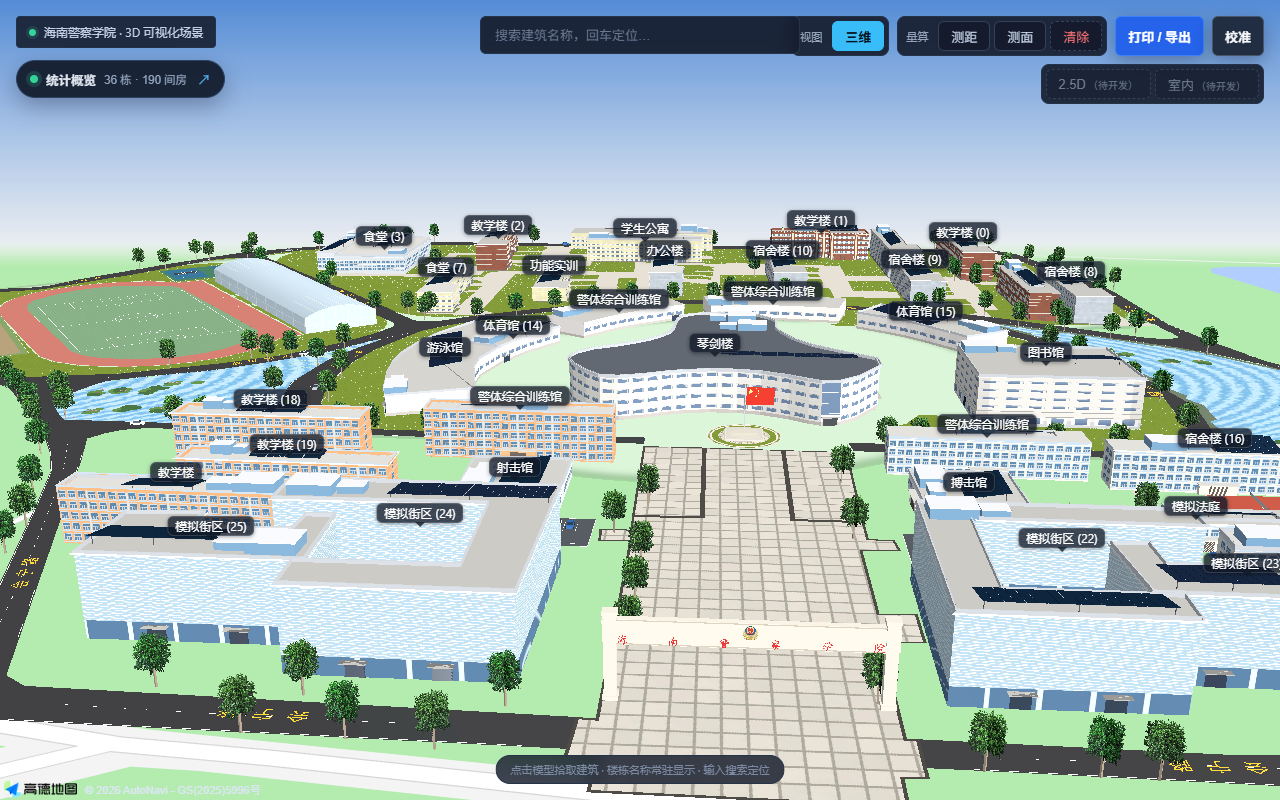 海南警察学院 · 3D 可视化场景
搜索建筑名称，回车定位…
视图
三维
量算
测距
测面
清除
打印 / 导出
校准
统计概览 36 栋 · 190 间房 ↗
2.5D （待开发）
室内 （待开发）
教学楼 (1)
教学楼 (2)
学生公寓
教学楼 (0)
食堂 (3)
办公楼
宿舍楼 (10)
宿舍楼 (9)
食堂 (7)
功能实训
宿舍楼 (8)
警体综合训练馆
警体综合训练馆
体育馆 (15)
体育馆 (14)
游泳馆
琴剑楼
图书馆
教学楼 (18)
警体综合训练馆
警体综合训练馆
宿舍楼 (16)
教学楼 (19)
教学楼
射击馆
搏击馆
模拟法庭
模拟街区 (25)
模拟街区 (24)
模拟街区 (22)
模拟街区 (23
海南警察学院
点击模型拾取建筑 · 楼栋名称常驻显示 · 输入搜索定位
高德地图 © 2026 AutoNavi - GS(2025)5996号